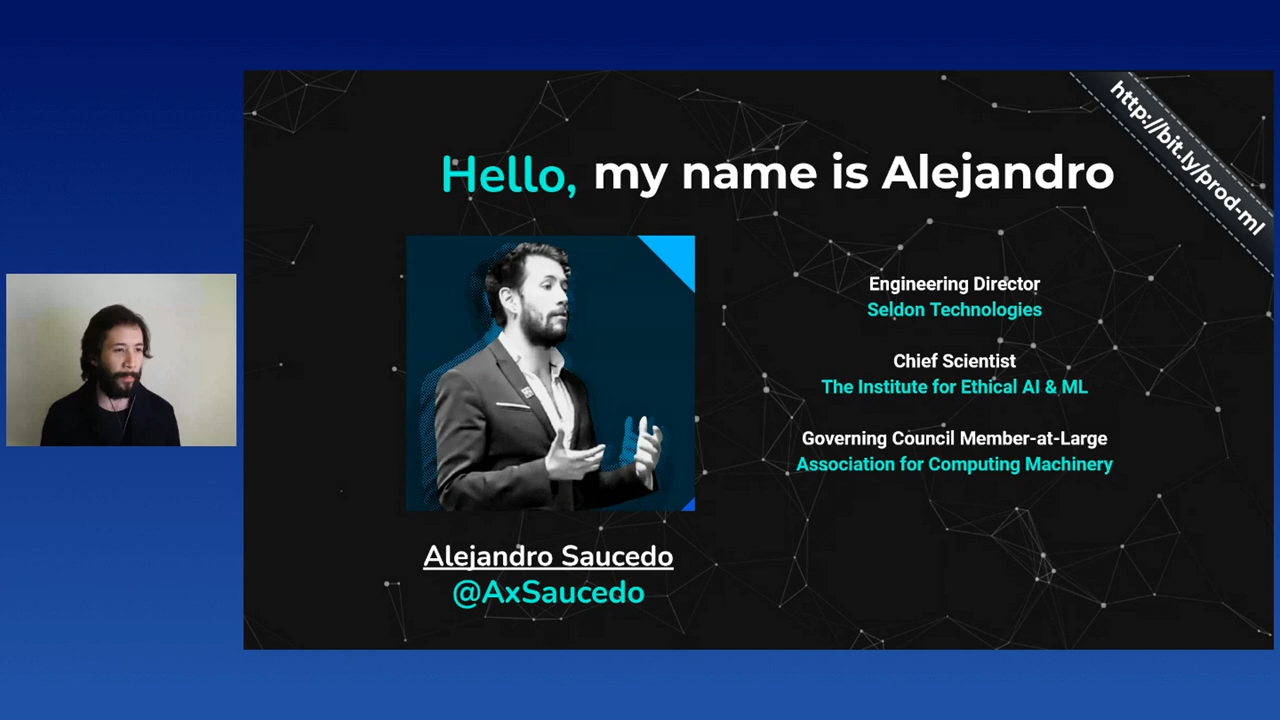 http://bit.ly/prod-ml
Hello, my name is Alejandro
Engineering Director
Seldon Technologies
Chief Scientist
The Institute for Ethical AI & ML
Governing Council Member-at-Large
Association for Computing Machinery
Alejandro Saucedo
@AxSaucedo